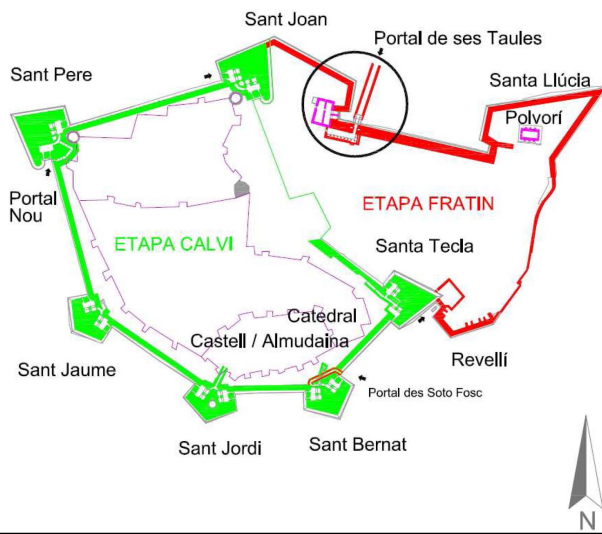 Sant Joan
Portal de ses Taules
Sant Pere
Santa Llúcia
Polvorí
Portal
Nou
ETAPA FRATIN
ETAPA CALVI
Santa Tecla
Catedral
Castell / Almudaina
Revellí
Sant Jaume
Portal des Soto Fosc
Sant Jordi
Sant Bernat
N